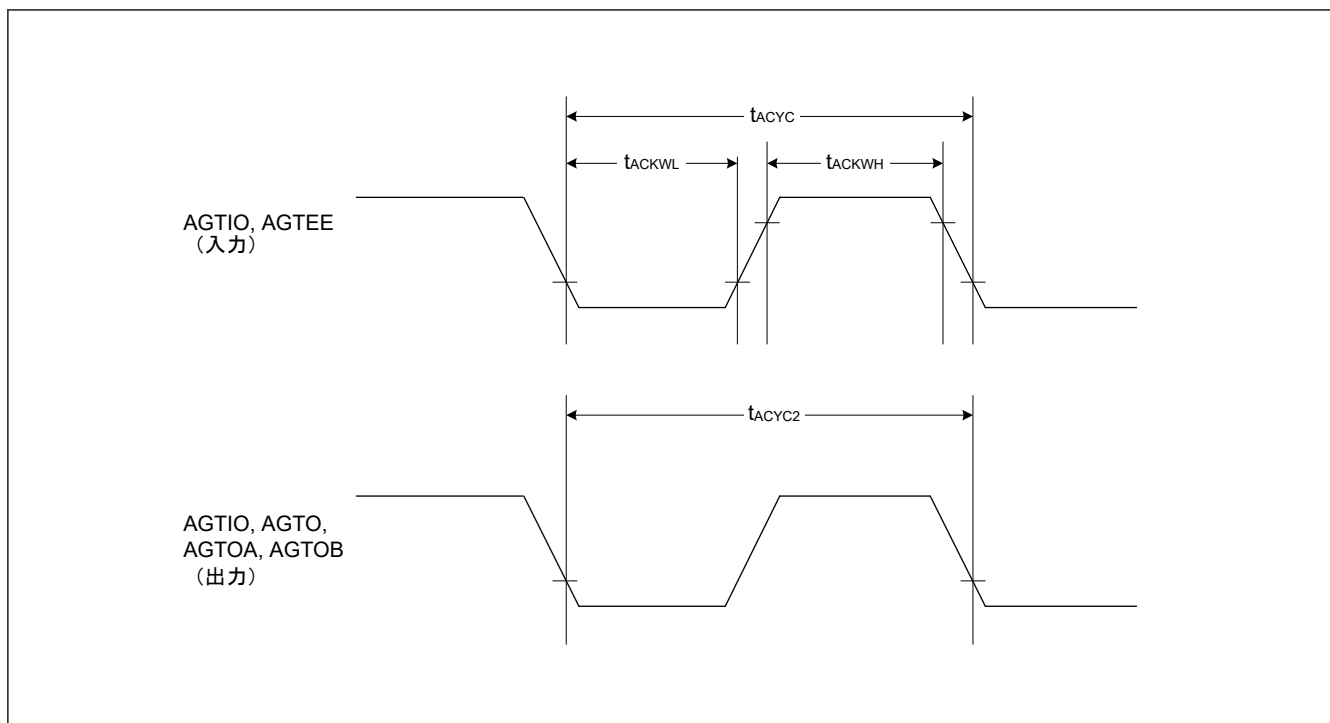 tACYC
tACKWL
tACKWH
AGTIO, AGTEE
（入力）
tACYC2
AGTIO, AGTO,
AGTOA, AGTOB
（出力）